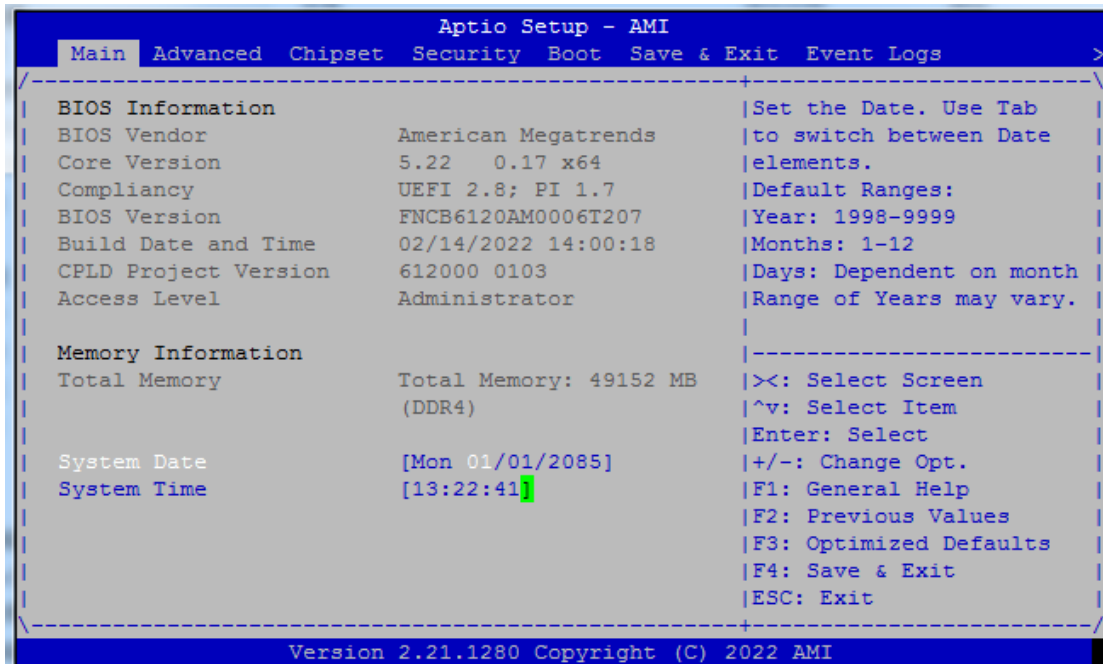 Aptio Setup - AMI
Main Advanced Chipset Security Boot Save & Exit Event Logs >
BIOS Information
BIOS Vendor American Megatrends
Core Version 5.22 0.17 x64
Compliancy UEFI 2.8; PI 1.7
BIOS Version FNCB6120AM0006T207
Build Date and Time 02/14/2022 14:00:18
CPLD Project Version 612000 0103
Access Level Administrator
Memory Information
Total Memory Total Memory: 49152 MB
(DDR4)
System Date [Mon 01/01/2085]
System Time [13:22:41]
Set the Date. Use Tab
to switch between Date
elements.
Default Ranges:
Year: 1998-9999
Months: 1-12
Days: Dependent on month
Range of Years may vary.
><: Select Screen
^v: Select Item
Enter: Select
+/-: Change Opt.
F1: General Help
F2: Previous Values
F3: Optimized Defaults
F4: Save & Exit
ESC: Exit
Version 2.21.1280 Copyright (C) 2022 AMI